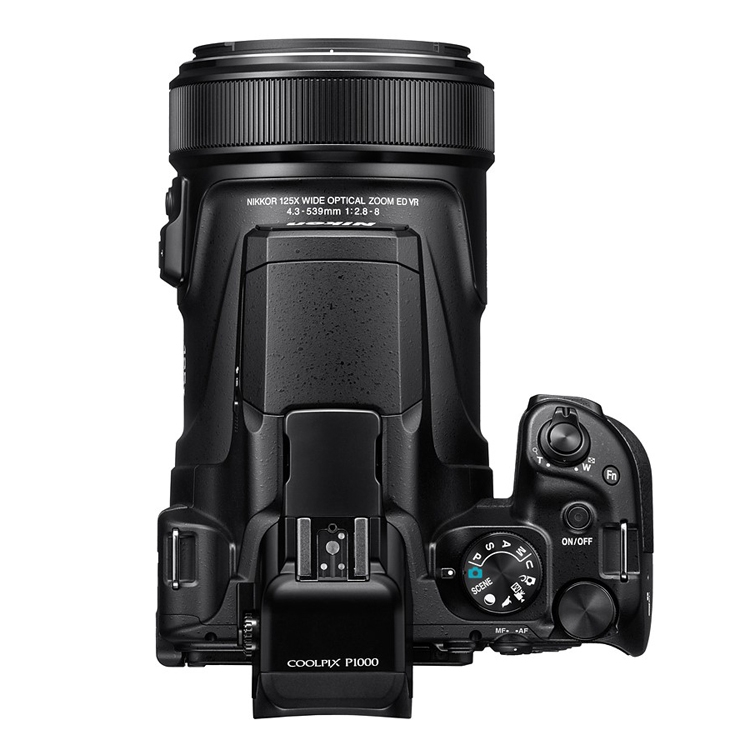 NIKKOR 125X WIDE OPTICAL ZOOM ED VR
4.3-539mm 1:2.8-8
Nikon
T
W
Fn
ON/OFF
P S A M U
SCENE
MF
AF
COOLPIX P1000